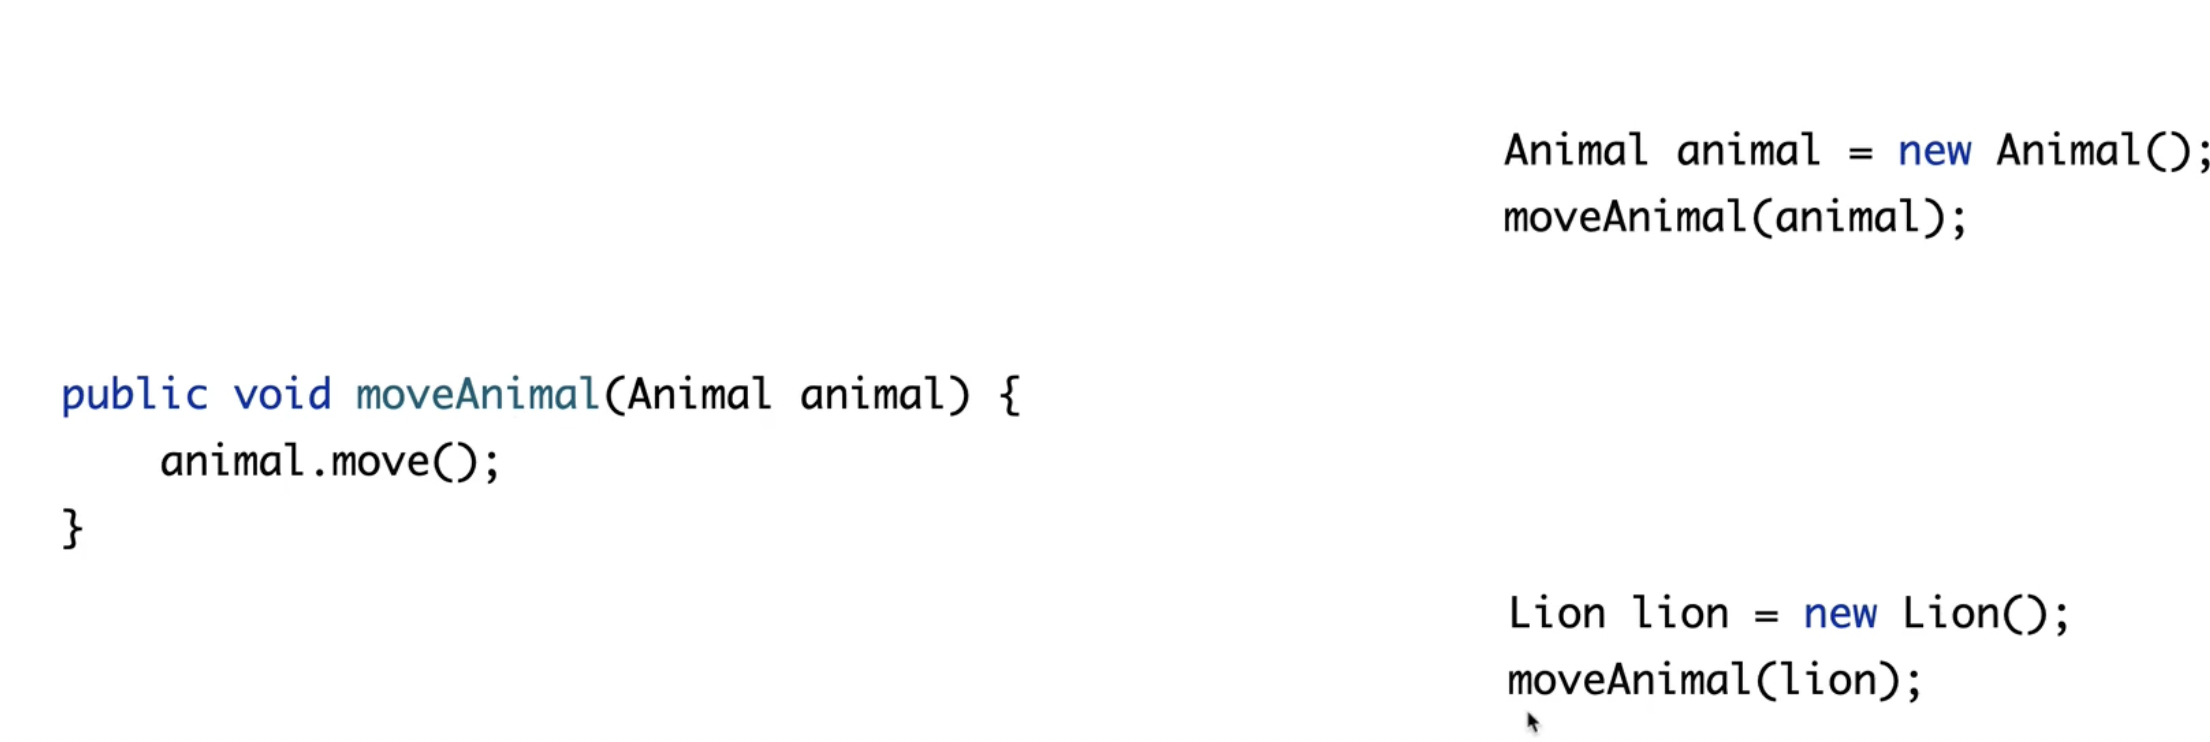 Animal animal = new Animal();
moveAnimal(animal);
public void moveAnimal(Animal animal) {
    animal.move();
}
Lion lion = new Lion();
moveAnimal(lion);